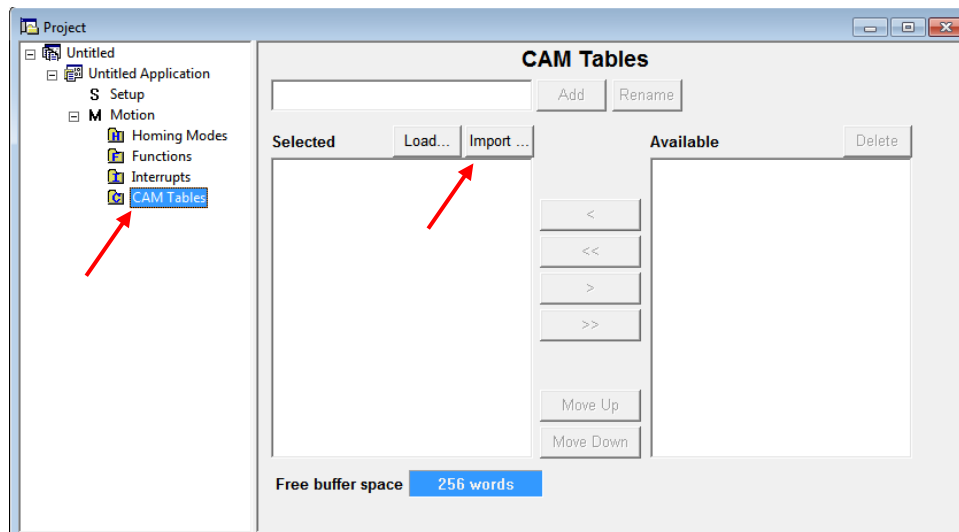 Project
Untitled
Untitled Application
S Setup
M Motion
H Homing Modes
F Functions
I Interrupts
C CAM Tables
CAM Tables
Add Rename
Selected Load... Import ... Available Delete
<
<<
>
>>
Move Up
Move Down
Free buffer space 256 words